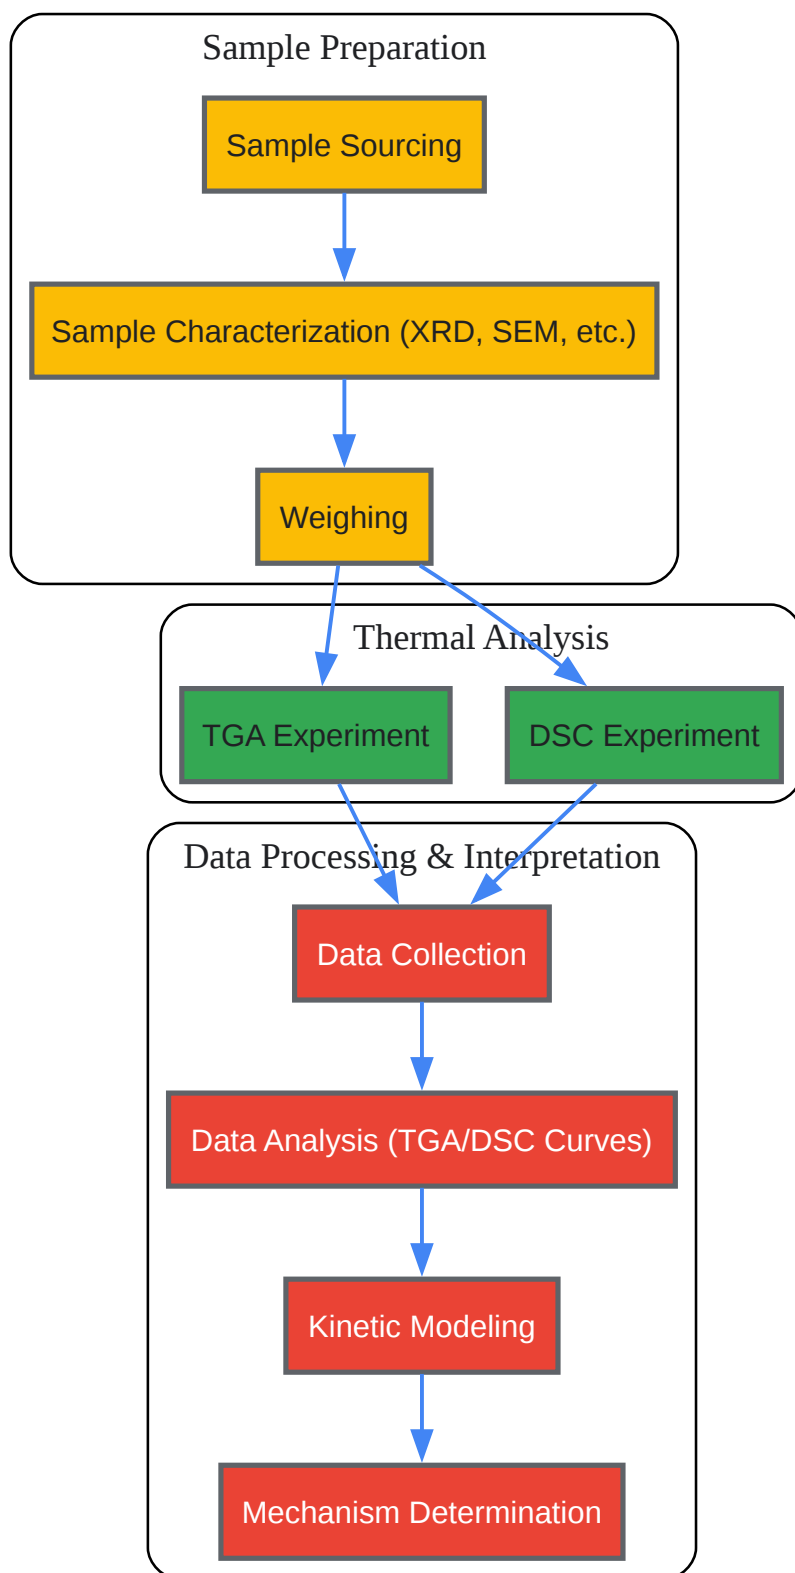 Sample Preparation
Sample Sourcing
Sample Characterization (XRD, SEM, etc.)
Weighing
Thermal Analysis
TGA Experiment
DSC Experiment
Data Processing & Interpretation
Data Collection
Data Analysis (TGA/DSC Curves)
Kinetic Modeling
Mechanism Determination